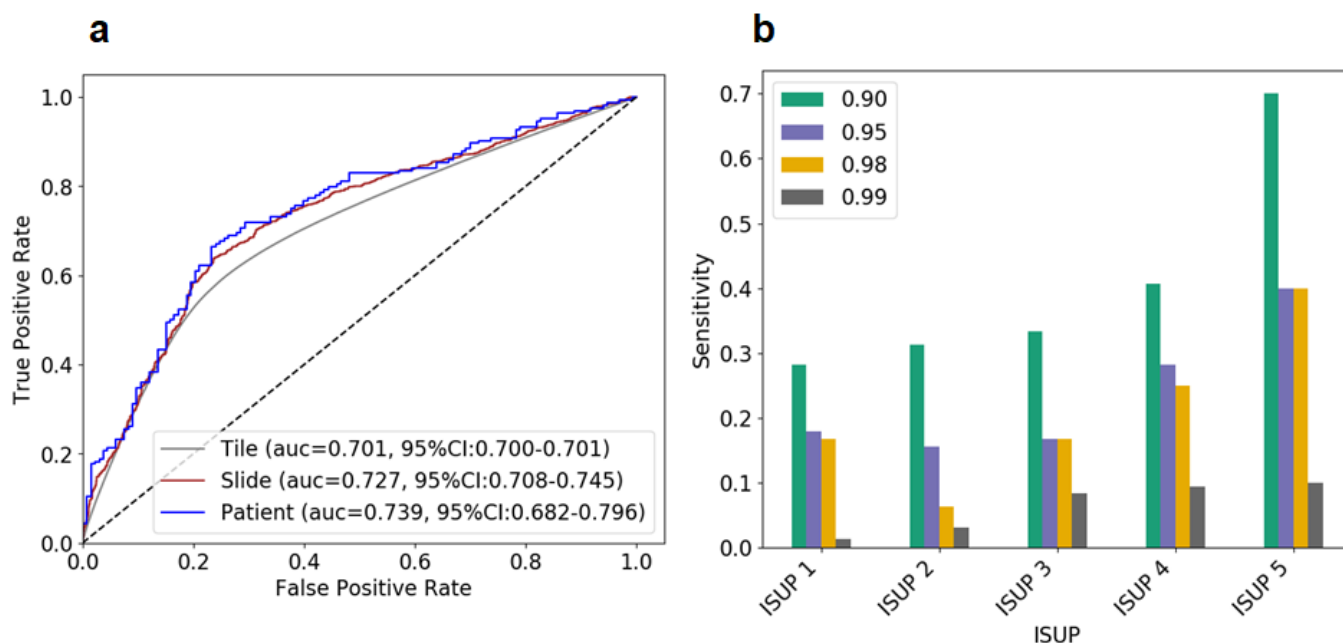 a
True Positive Rate
1.0
0.8
0.6
0.4
0.2
0.0
Tile (auc=0.701, 95%CI:0.700-0.701)
Slide (auc=0.727, 95%CI:0.708-0.745)
Patient (auc=0.739, 95%CI:0.682-0.796)
0.0 0.2 0.4 0.6 0.8 1.0
False Positive Rate
b
Sensitivity
0.7
0.6
0.5
0.4
0.3
0.2
0.1
0.0
0.90
0.95
0.98
0.99
ISUP 1
ISUP 2
ISUP 3
ISUP 4
ISUP 5
ISUP